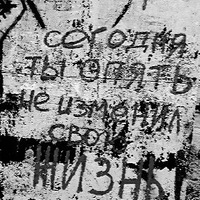 сегодня
ты опять
не изменил
свою
жизнь